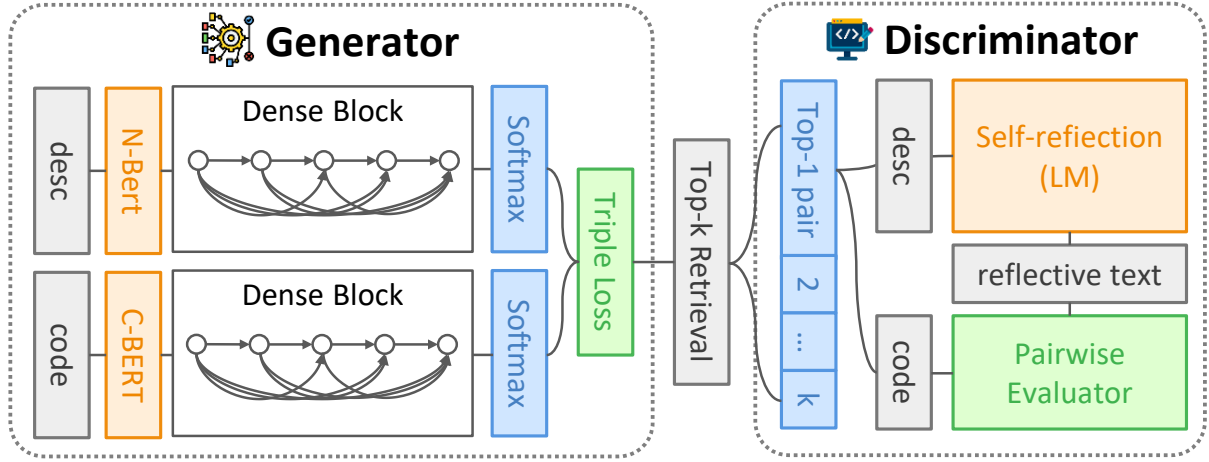 Generator
desc
N-Bert
Dense Block
Softmax
code
C-BERT
Dense Block
Softmax
Triple Loss
Top-k Retrieval
</> Discriminator
Top-1 pair
2
...
k
desc
Self-refiection
(LM)
reflective text
code
Pairwise
Evaluator